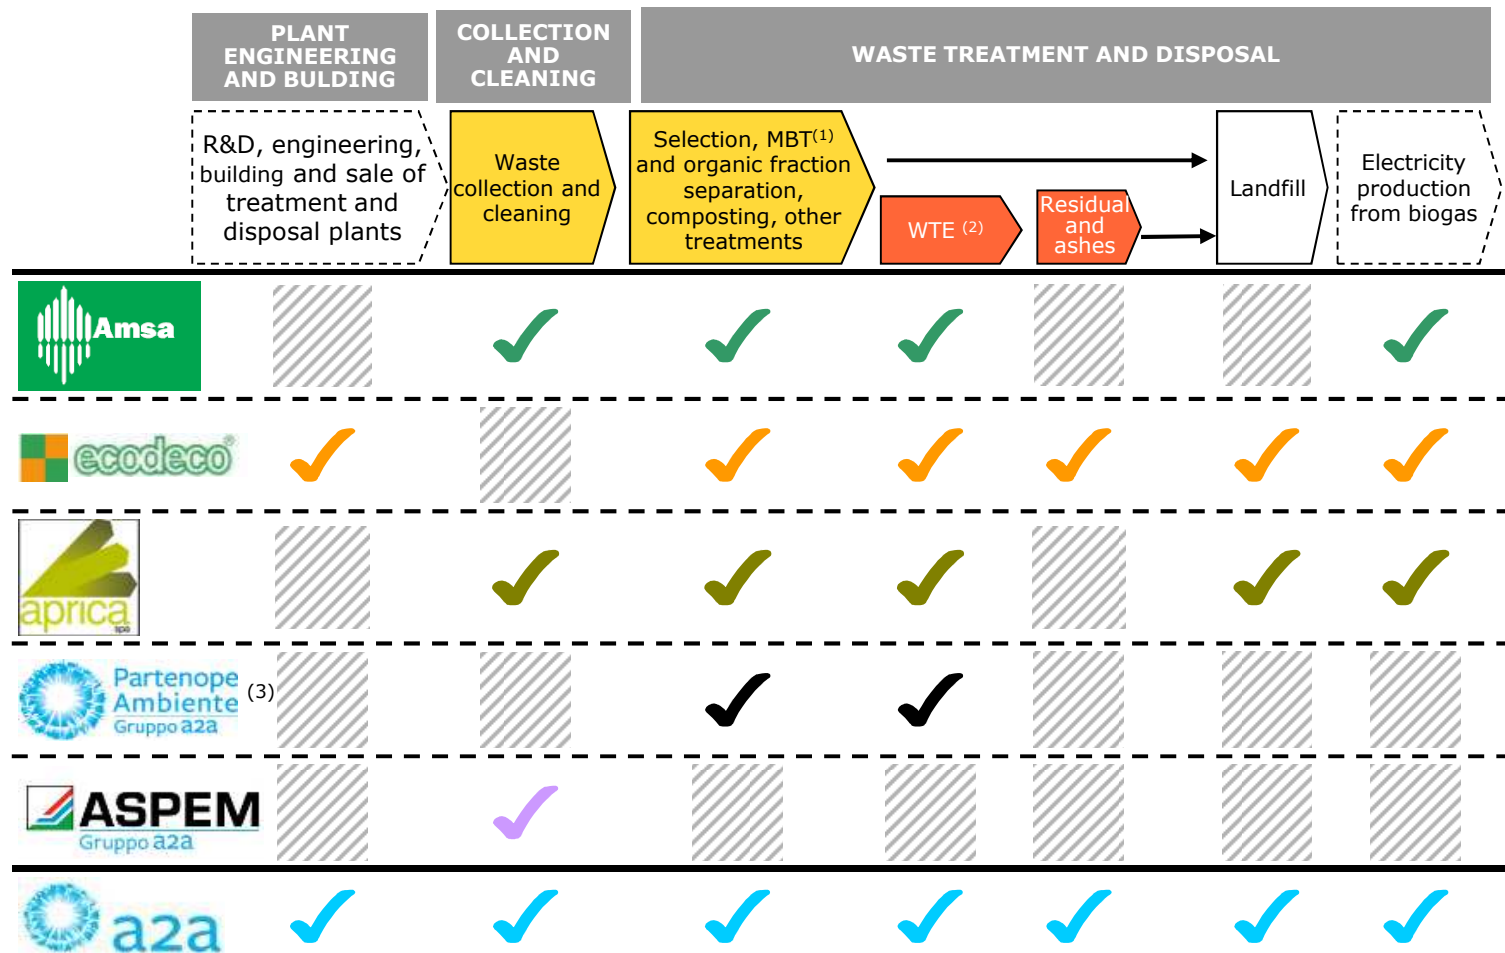 PLANT
ENGINEERING
AND BULDING
COLLECTION
AND
CLEANING
WASTE TREATMENT AND DISPOSAL
R&D, engineering,
building and sale of
treatment and
disposal plants
Waste
collection and
cleaning
Selection, MBT(1)
and organic fraction
separation,
composting, other
treatments
WTE (2)
Residual
and
ashes
Landfill
Electricity
production
from biogas
Amsa
ecodeco®
aprica
spa
Partenope
Ambiente
Gruppo a2a
(3)
ASPEM
Gruppo a2a
a2a